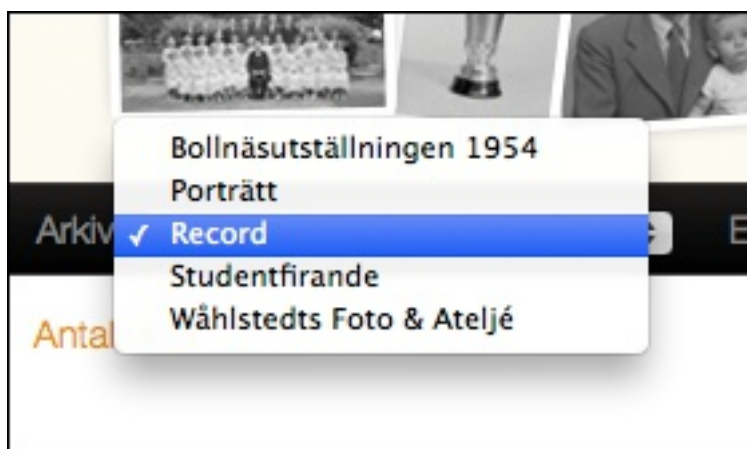 Bollnäsutställningen 1954
Porträtt
Arkiv
✓ Record
E
Studentfirande
Antal
Wåhlstedts Foto & Ateljé